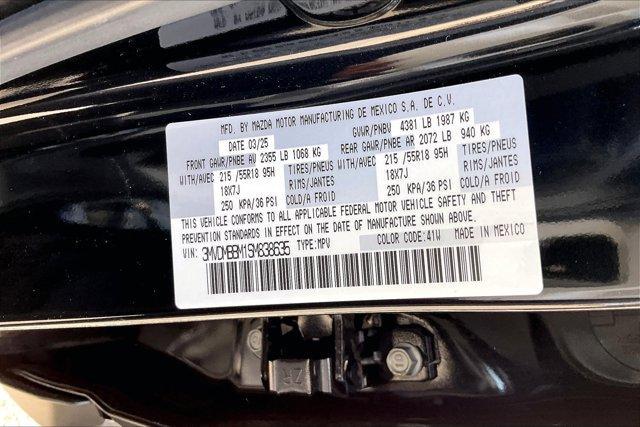 MFD. BY MAZDA MOTOR MANUFACTURING DE MEXICO S.A. DE C.V.
DATE 03/25 GVWR/PNBV 4381 LB 1987 KG
FRONT GAWR/PNBE AV 2355 LB 1068 KG REAR GAWR/PNBE AR 2072 LB 940 KG
WITH/AVEC 215/55R18 95H TIRES/PNEUS WITH/AVEC 215/55R18 95H TIRES/PNEUS
18X7J RIMS/JANTES 18X7J RIMS/JANTES
250 KPA/36 PSI COLD/A FROID 250 KPA/36 PSI COLD/A FROID
THIS VEHICLE CONFORMS TO ALL APPLICABLE FEDERAL MOTOR VEHICLE SAFETY AND THEFT
PREVENTION STANDARDS IN EFFECT ON THE DATE OF MANUFACTURE SHOWN ABOVE.
VIN: 3MVDMBBM1SM838635 TYPE:MPV COLOR CODE:41W MADE IN MEXICO